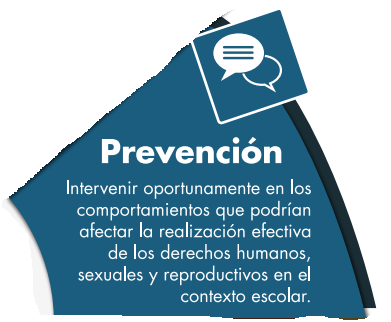 Prevención
Intervenir oportunamente en los
comportamientos que podrían
afectar la realización efectiva
de los derechos humanos,
sexuales y reproductivos en el
contexto escolar.